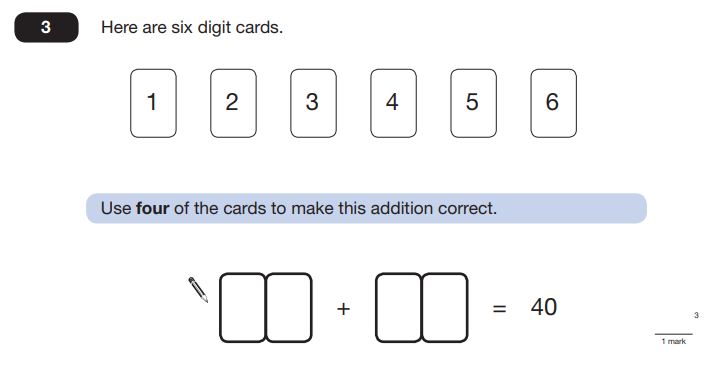 3 Here are six digit cards.
1 2 3 4 5 6
Use four of the cards to make this addition correct.
+ = 40
3
1 mark